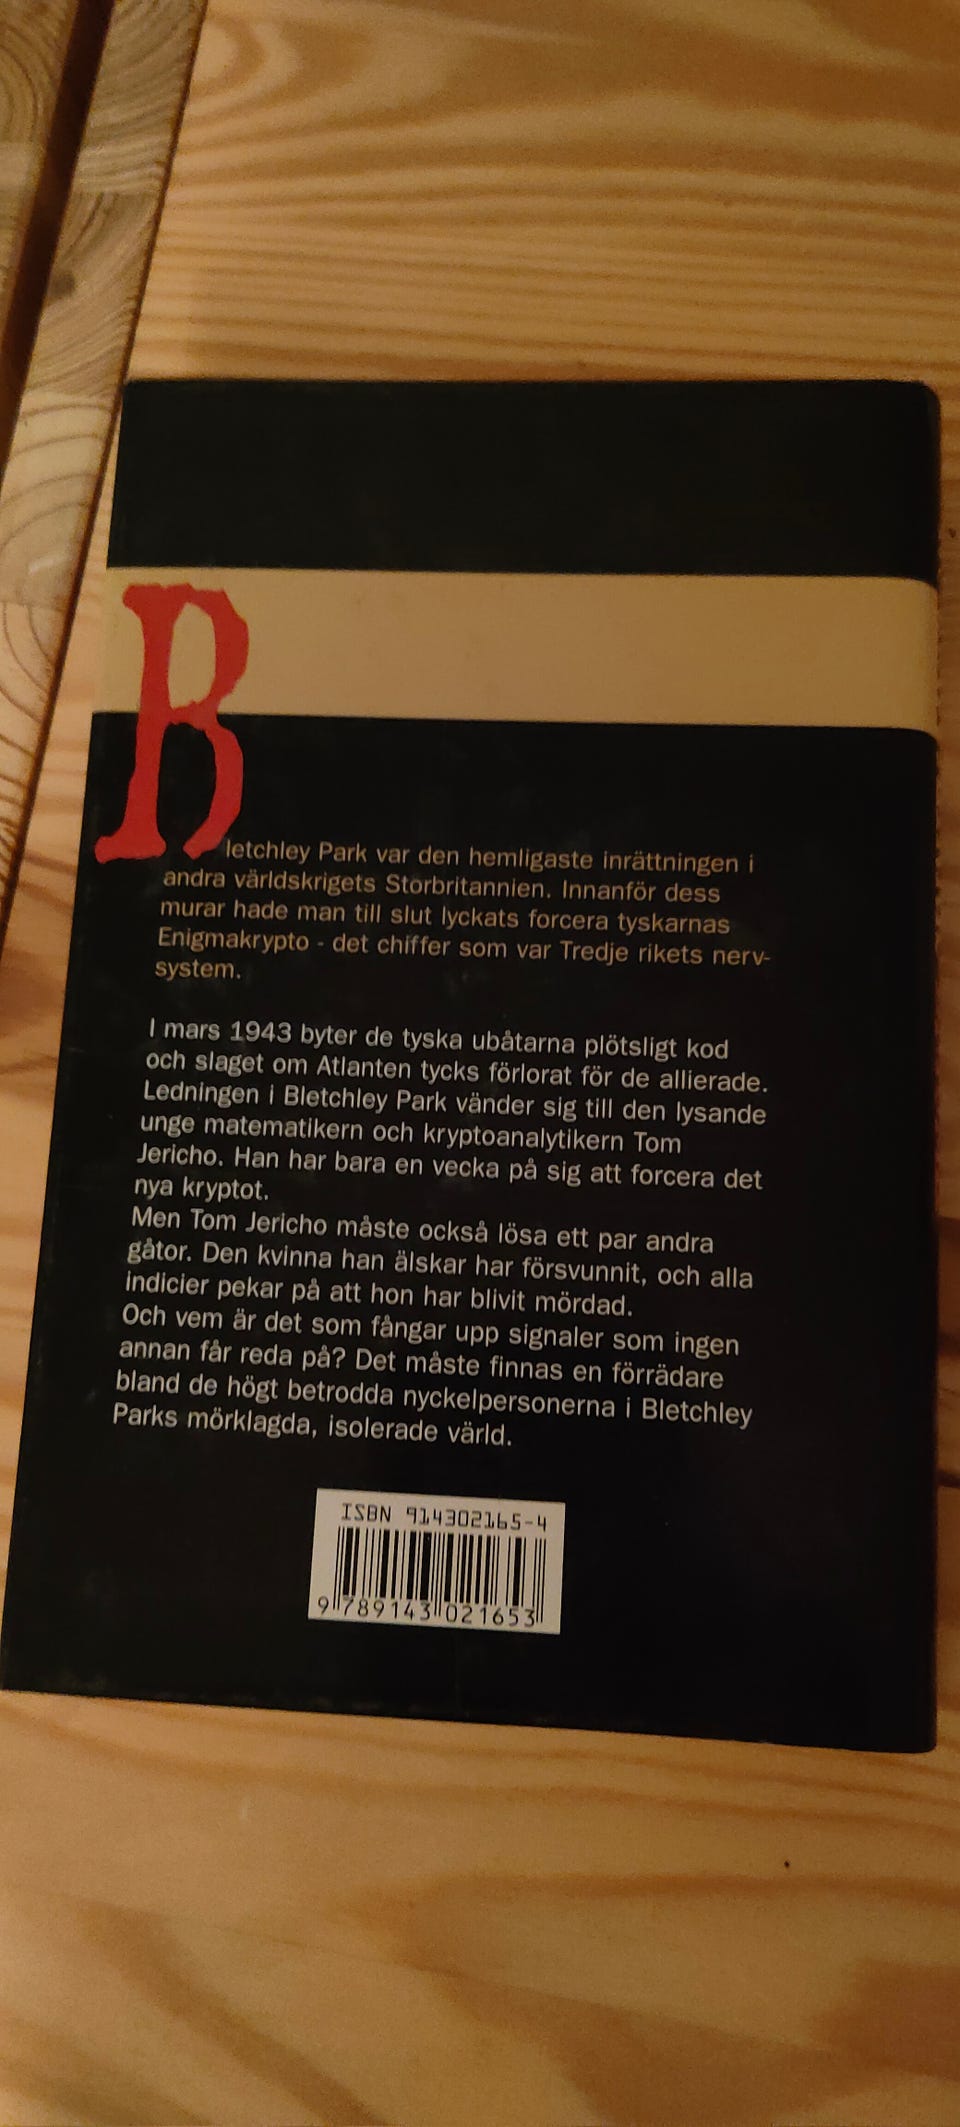 Bletchley Park var den hemligaste inrättningen i
andra världskrigets Storbritannien. Innanför dess
murar hade man till slut lyckats forcera tyskarnas
Enigmakrypto - det chiffer som var Tredje rikets nerv-
system.
I mars 1943 byter de tyska ubåtarna plötsligt kod
och slaget om Atlanten tycks förlorat för de allierade.
Ledningen i Bletchley Park vänder sig till den lysande
unge matematikern och kryptoanalytikern Tom
Jericho. Han har bara en vecka på sig att forcera det
nya kryptot.
Men Tom Jericho måste också lösa ett par andra
gåtor. Den kvinna han älskar har försvunnit, och alla
indicier pekar på att hon har blivit mördad.
Och vem är det som fångar upp signaler som ingen
annan får reda på? Det måste finnas en förrädare
bland de högt betrodda nyckelpersonerna i Bletchley
Parks mörklagda, isolerade värld.
ISBN 914302165-4
9 789143 021653